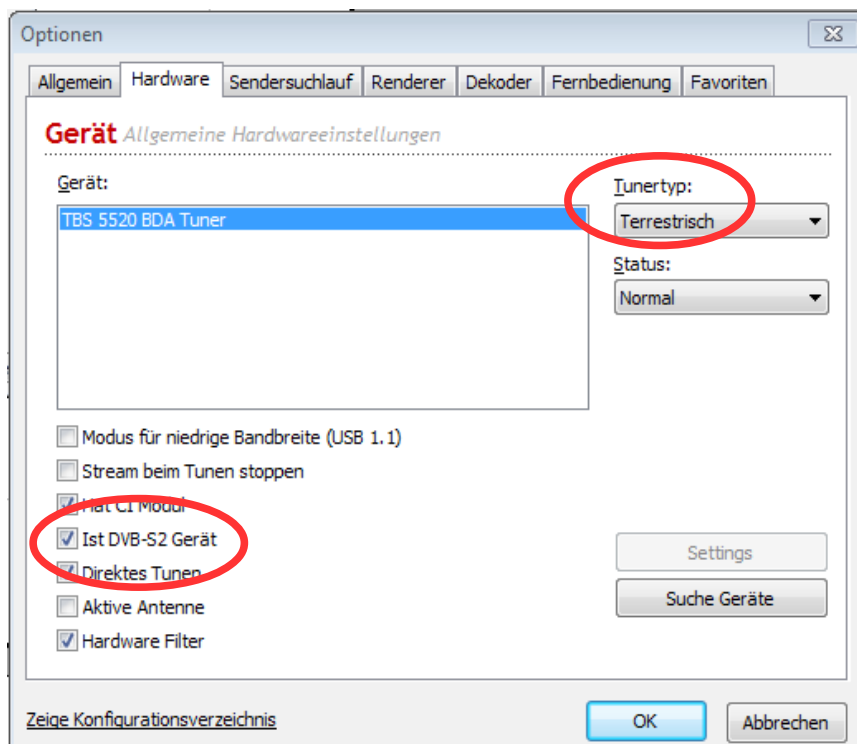 Optionen
Allgemein Hardware Sendersuchlauf Renderer Dekoder Fernbedienung Favoriten
Gerät Allgemeine Hardwareeinstellungen
Gerät:
TBS 5520 BDA Tuner
Tunertyp:
Terrestrisch
Status:
Normal
Modus für niedrige Bandbreite (USB 1.1)
Stream beim Tunen stoppen
Hat CI Modul
Ist DVB-S2 Gerät
Direktes Tunen
Aktive Antenne
Hardware Filter
Settings
Suche Geräte
Zeige Konfigurationsverzeichnis
OK
Abbrechen